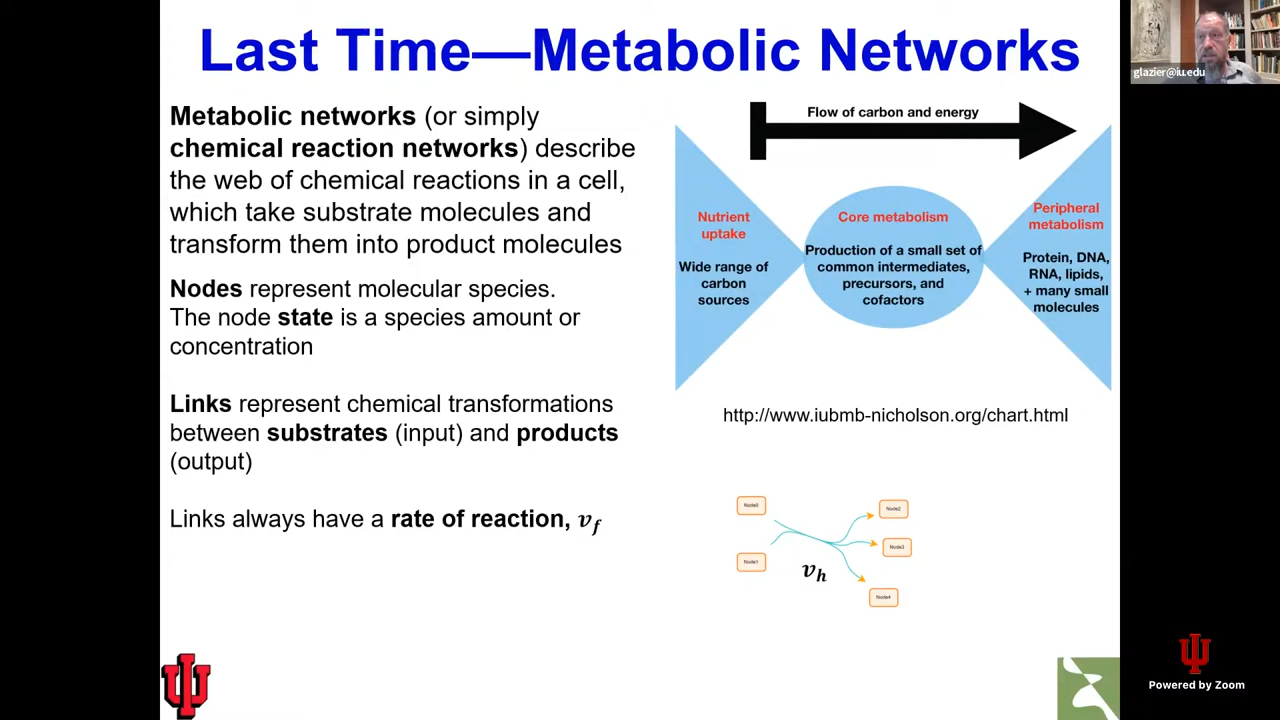 Last Time—Metabolic Networks
glazier@iu.edu
Metabolic networks (or simply
chemical reaction networks) describe
the web of chemical reactions in a cell,
which take substrate molecules and
transform them into product molecules
Nodes represent molecular species.
The node state is a species amount or
concentration
Links represent chemical transformations
between substrates (input) and products
(output)
Links always have a rate of reaction, v_f
Flow of carbon and energy
Nutrient
uptake
Wide range of
carbon
sources
Core metabolism
Production of a small set of
common intermediates,
precursors, and
cofactors
Peripheral
metabolism
Protein, DNA,
RNA, lipids,
+ many small
molecules
http://www.iubmb-nicholson.org/chart.html
Node0
Node1
Node2
Node3
Node4
v_h
Powered by Zoom